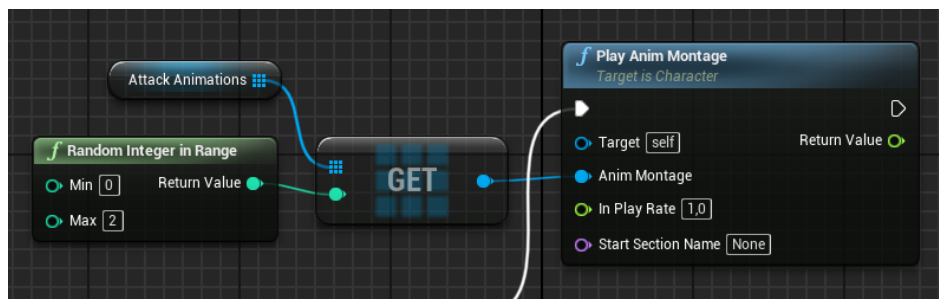 Attack Animations
f Random Integer in Range
Min 0
Return Value
Max 2
GET
f Play Anim Montage
Target is Character
Target self
Return Value
Anim Montage
In Play Rate 1,0
Start Section Name None